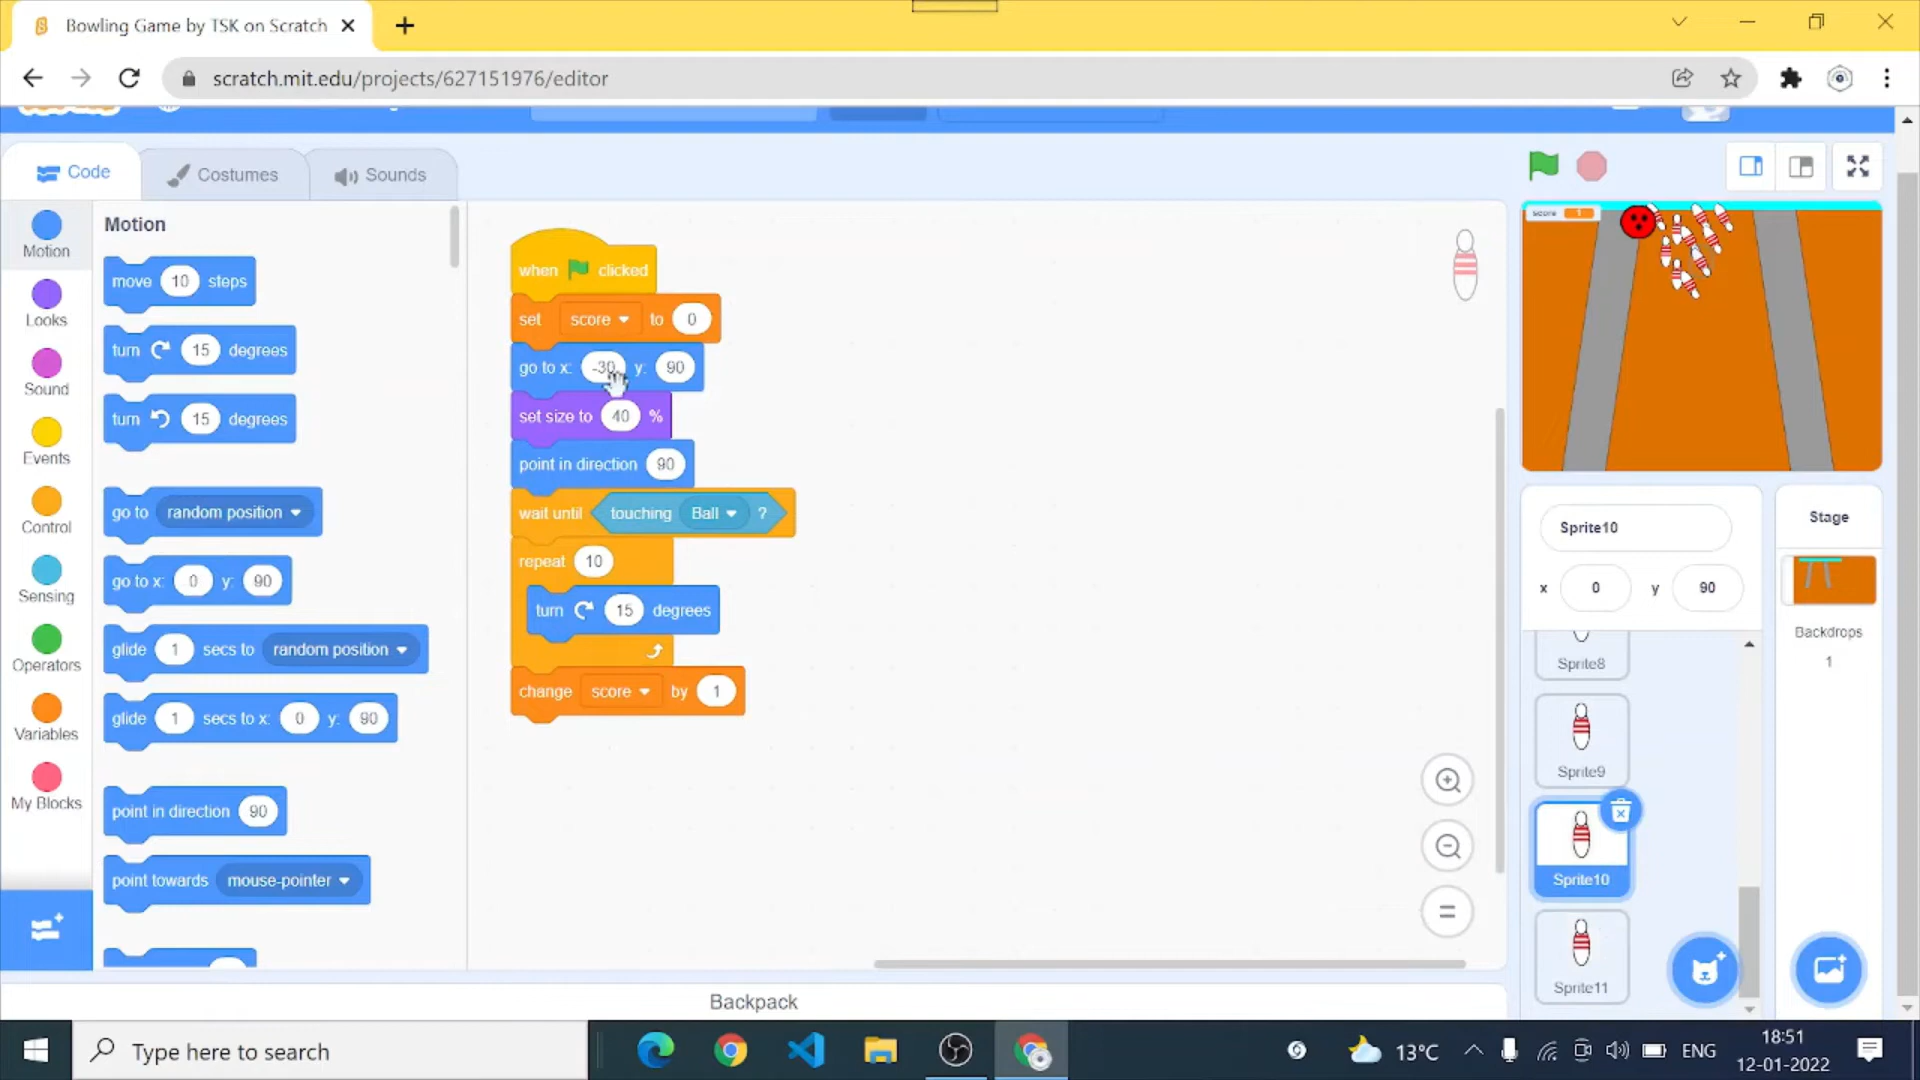 Bowling Game by TSK on Scratch
scratch.mit.edu/projects/627151976/editor
Code
Costumes
Sounds
Motion
Looks
Sound
Events
Control
Sensing
Operators
Variables
My Blocks
Motion
move 10 steps
turn 15 degrees
turn 15 degrees
go to random position
go to x: 0 y: 90
glide 1 secs to random position
glide 1 secs to x: 0 y: 90
point in direction 90
point towards mouse-pointer
when clicked
set score to 0
go to x: -30 y: 90
set size to 40 %
point in direction 90
wait until touching Ball ?
repeat 10
turn 15 degrees
change score by 1
score 1
Sprite10
x 0 y 90
Stage
Backdrops
1
Sprite8
Sprite9
Sprite10
Sprite11
Backpack
Type here to search
13°C
ENG
18:51
12-01-2022